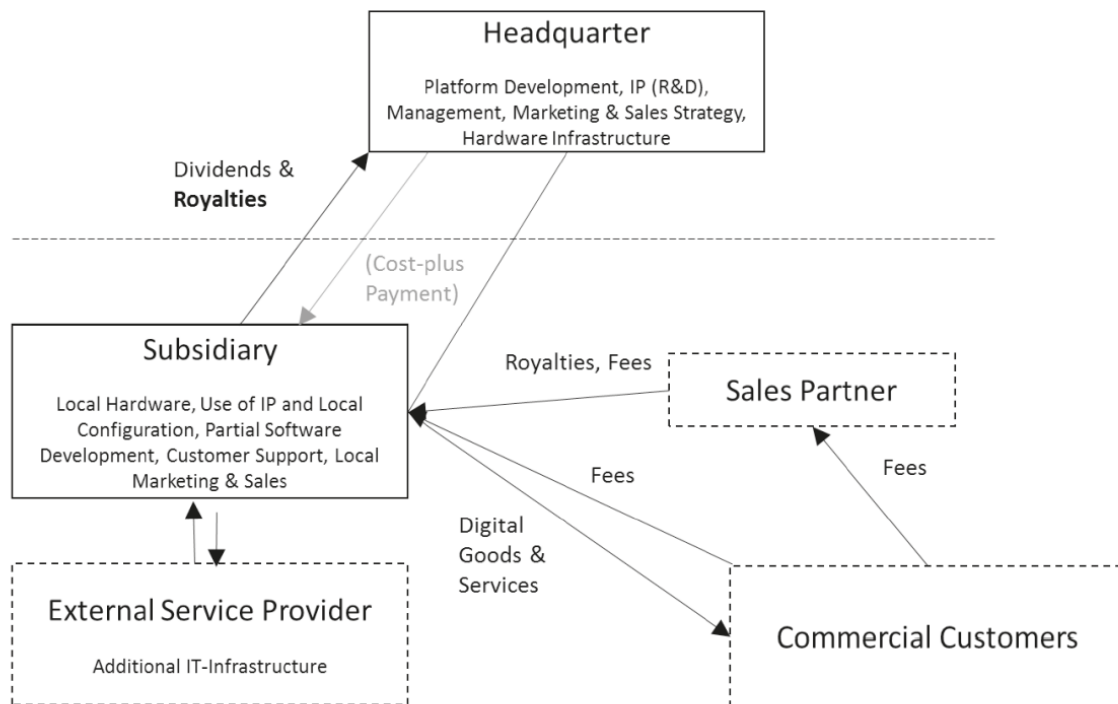 Headquarter
Platform Development, IP (R&D),
Management, Marketing & Sales Strategy,
Hardware Infrastructure
Dividends &
Royalties
(Cost-plus
Payment)
Subsidiary
Local Hardware, Use of IP and Local
Configuration, Partial Software
Development, Customer Support, Local
Marketing & Sales
Royalties, Fees
Sales Partner
Fees
Fees
Digital
Goods &
Services
External Service Provider
Additional IT-Infrastructure
Commercial Customers